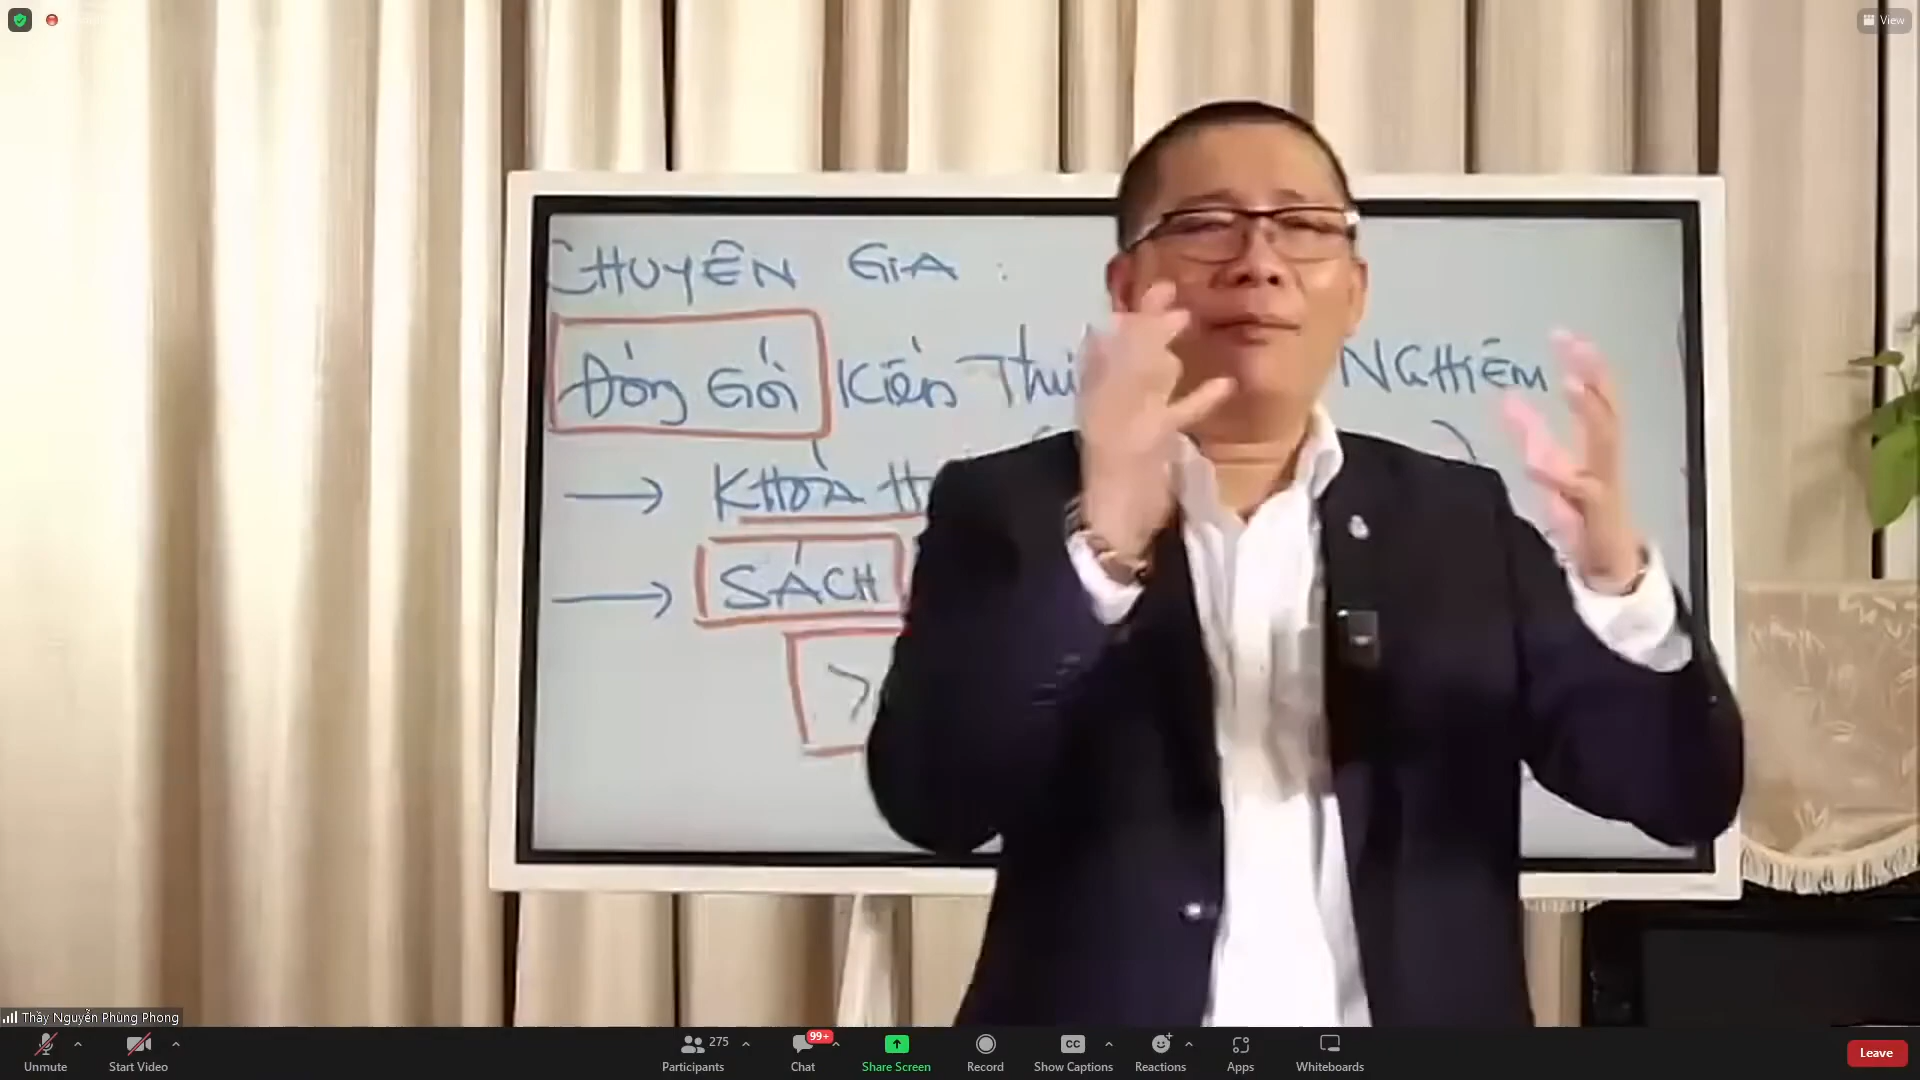 View
CHUYÊN GIA :
Đóng Gói Kiến Thứ NGHIỆM
→ KHÓA H
→ SÁCH
Thầy Nguyễn Phùng Phong
Unmute
Start Video
275
Participants
99+
Chat
Share Screen
Record
CC
Show Captions
Reactions
Apps
Whiteboards
Leave